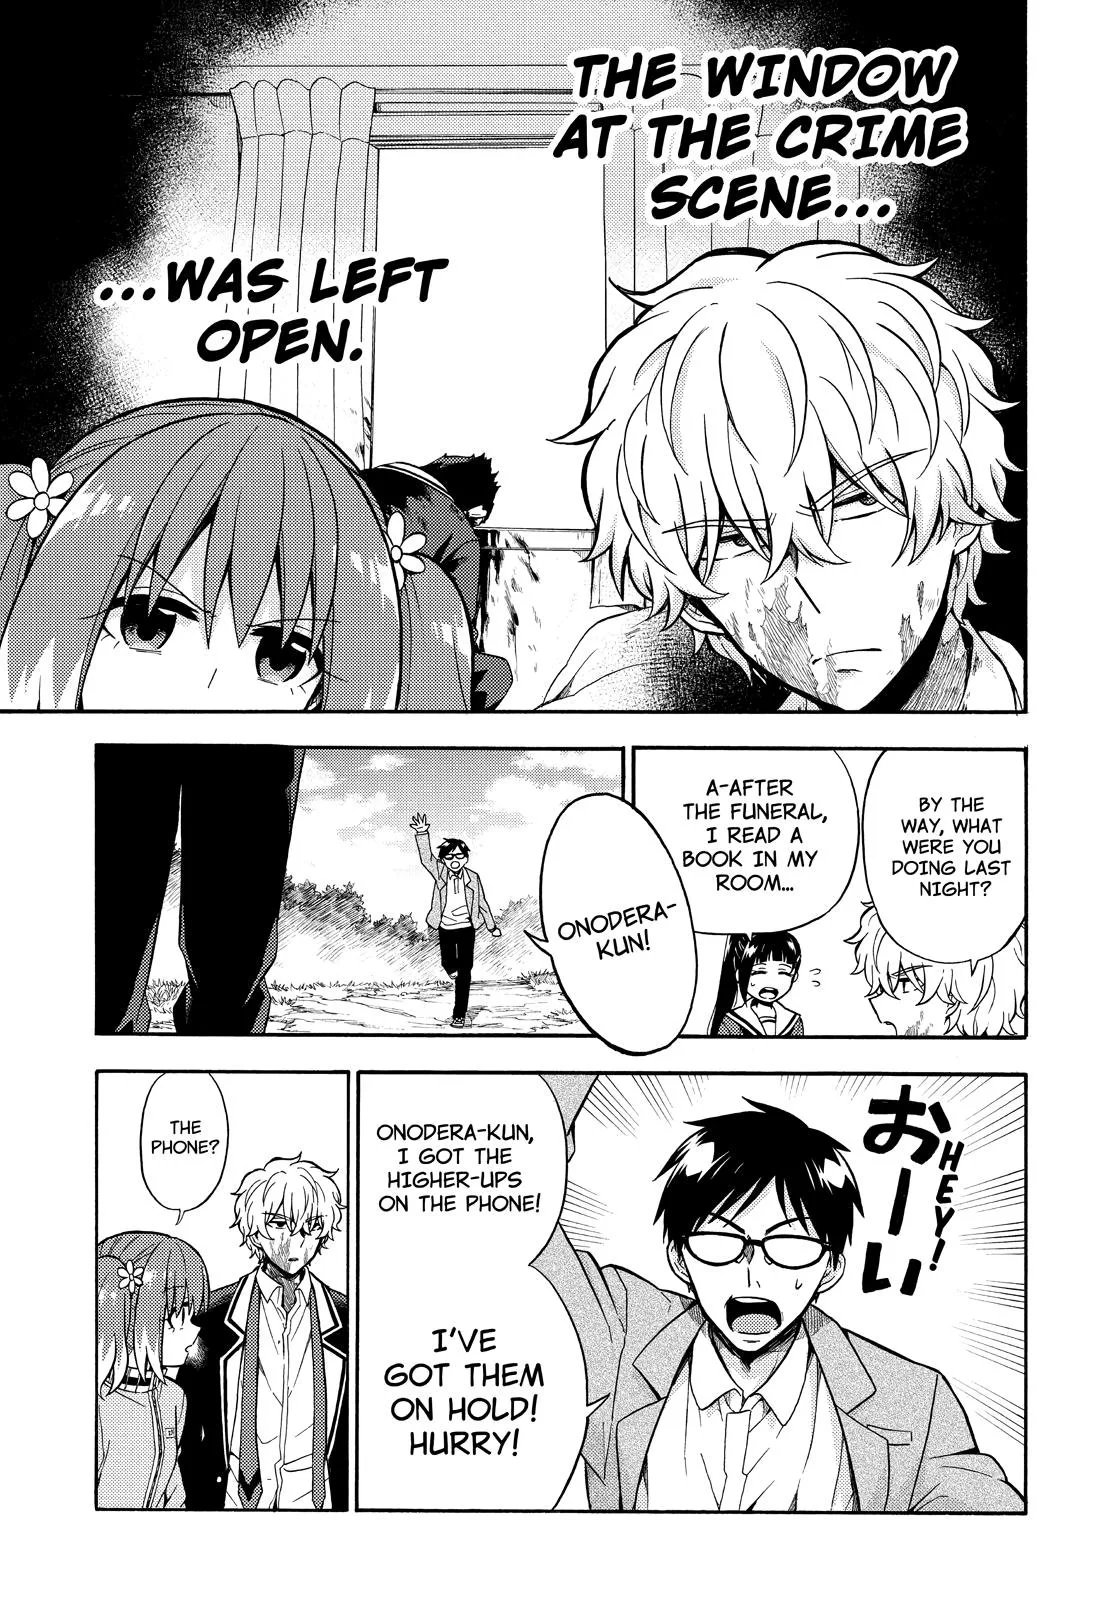 THE WINDOW
AT THE CRIME
SCENE...
...WAS LEFT
OPEN.
BY THE
WAY, WHAT
WERE YOU
DOING LAST
NIGHT?
A-AFTER
THE FUNERAL,
I READ A
BOOK IN MY
ROOM...
ONODERA-
KUN!
おーい
HEY!
ONODERA-KUN,
I GOT THE
HIGHER-UPS
ON THE PHONE!
I'VE
GOT THEM
ON HOLD!
HURRY!
THE
PHONE?